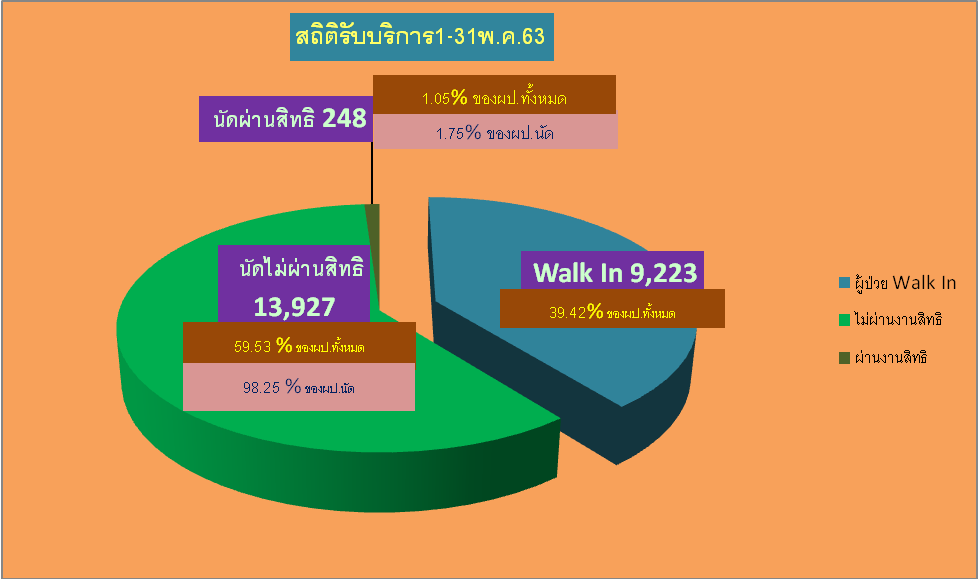 สถิติรับบริการ1-31พ.ค.63
นัดผ่านสิทธิ 248
1.05% ของผป.ทั้งหมด
1.75% ของผป.นัด
นัดไม่ผ่านสิทธิ
13,927
59.53 % ของผป.ทั้งหมด
98.25 % ของผป.นัด
Walk In 9,223
39.42% ของผป.ทั้งหมด
ผู้ป่วย Walk In
ไม่ผ่านงานสิทธิ
ผ่านงานสิทธิ